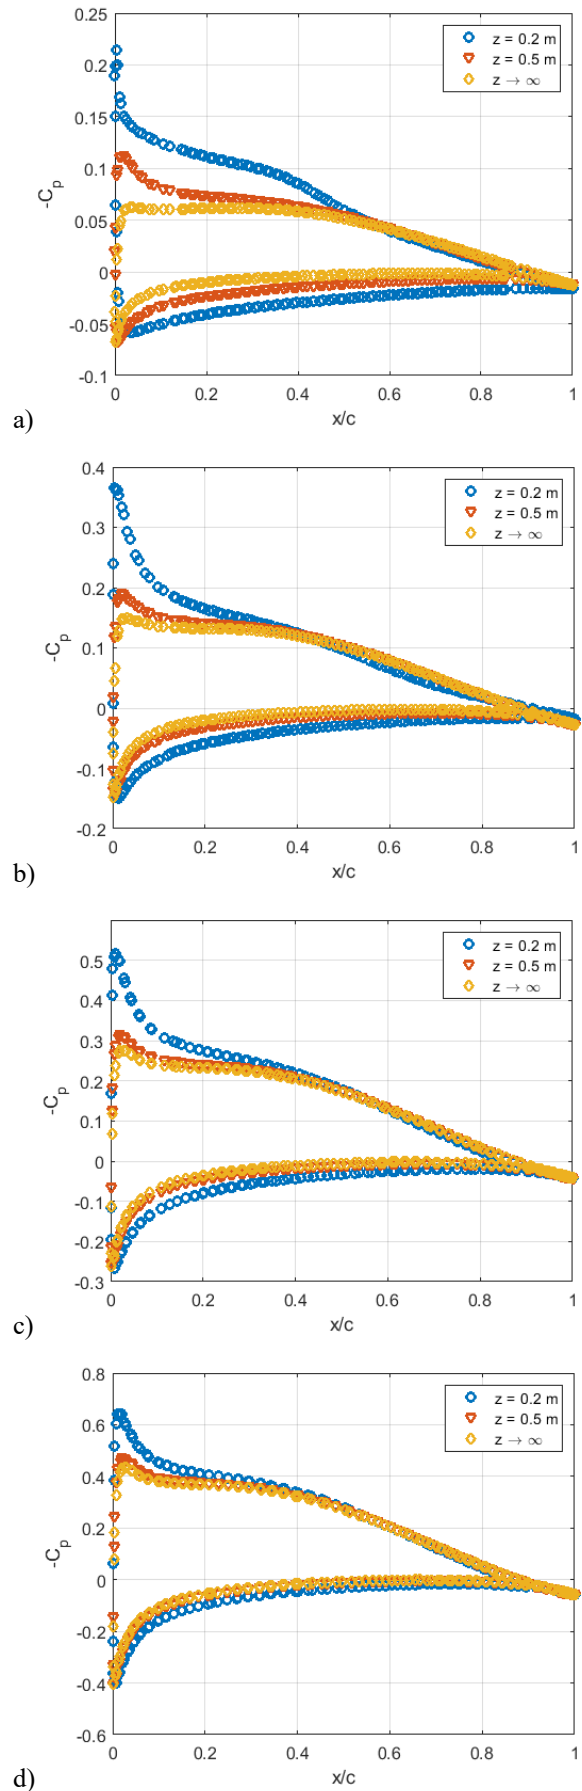 0.25
0.2
0.15
0.1
0.05
0
-0.05
-0.1
-Cp
z = 0.2 m
z = 0.5 m
z → ∞
0 0.2 0.4 0.6 0.8 1
x/c
a)
0.4
0.3
0.2
0.1
0
-0.1
-0.2
-Cp
z = 0.2 m
z = 0.5 m
z → ∞
0 0.2 0.4 0.6 0.8 1
x/c
b)
0.5
0.4
0.3
0.2
0.1
0
-0.1
-0.2
-0.3
-Cp
z = 0.2 m
z = 0.5 m
z → ∞
0 0.2 0.4 0.6 0.8 1
x/c
c)
0.8
0.6
0.4
0.2
0
-0.2
-0.4
-0.6
-Cp
z = 0.2 m
z = 0.5 m
z → ∞
0 0.2 0.4 0.6 0.8 1
x/c
d)